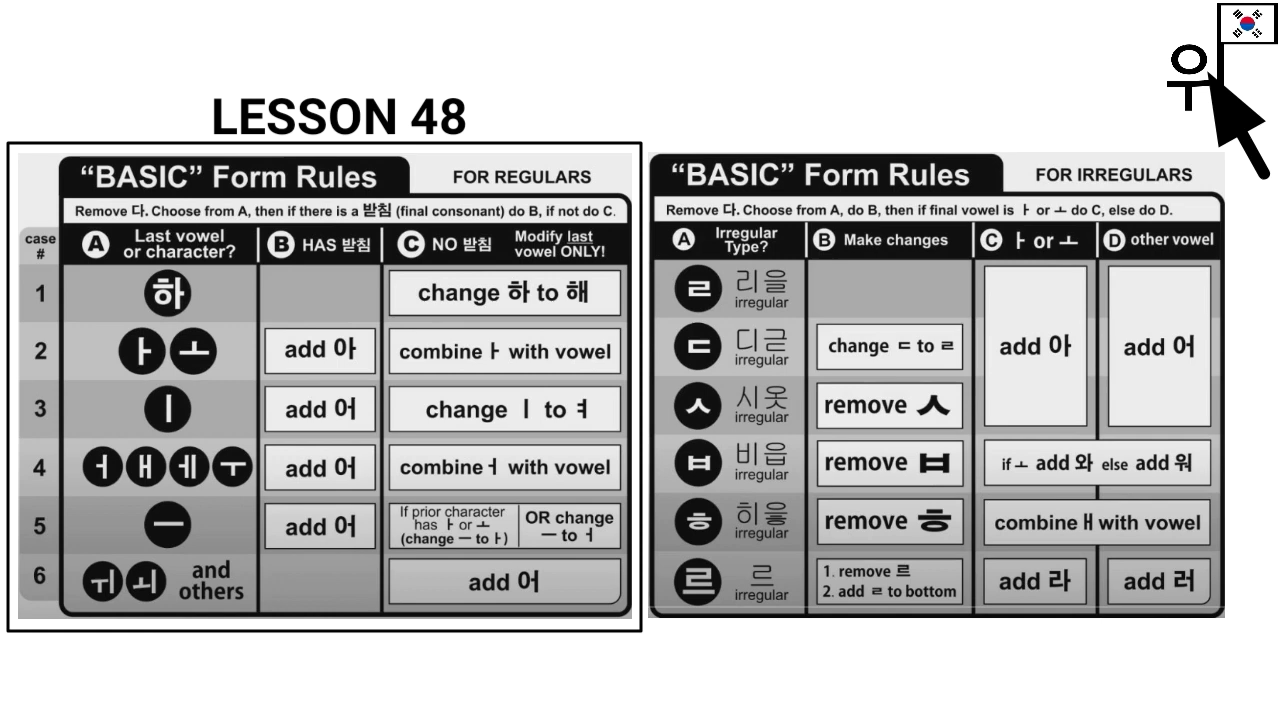 LESSON 48
"BASIC" Form Rules
FOR REGULARS
Remove 다. Choose from A, then if there is a 받침 (final consonant) do B, if not do C.
case #
A Last vowel or character?
B HAS 받침
C NO 받침
Modify last vowel ONLY!
1 하 change 하 to 해
2 ㅏ ㅗ add 아 combine ㅏ with vowel
3 ㅣ add 어 change ㅣ to ㅕ
4 ㅓ ㅐ ㅔ ㅜ add 어 combine ㅓ with vowel
5 ㅡ add 어 If prior character has ㅏ or ㅗ (change ㅡ to ㅏ) OR change ㅡ to ㅓ
6 ㅟ ㅚ and others add 어
"BASIC" Form Rules
FOR IRREGULARS
Remove 다. Choose from A, do B, then if final vowel is ㅏ or ㅗ do C, else do D.
A Irregular Type?
B Make changes
C ㅏ or ㅗ
D other vowel
ㄹ 리을 irregular
ㄷ 디귿 irregular change ㄷ to ㄹ add 아 add 어
ㅅ 시옷 irregular remove ㅅ
ㅂ 비읍 irregular remove ㅂ if ㅗ add 와 else add 워
ㅎ 히읗 irregular remove ㅎ combine ㅐ with vowel
르 르 irregular 1. remove 르 2. add ㄹ to bottom add 라 add 러